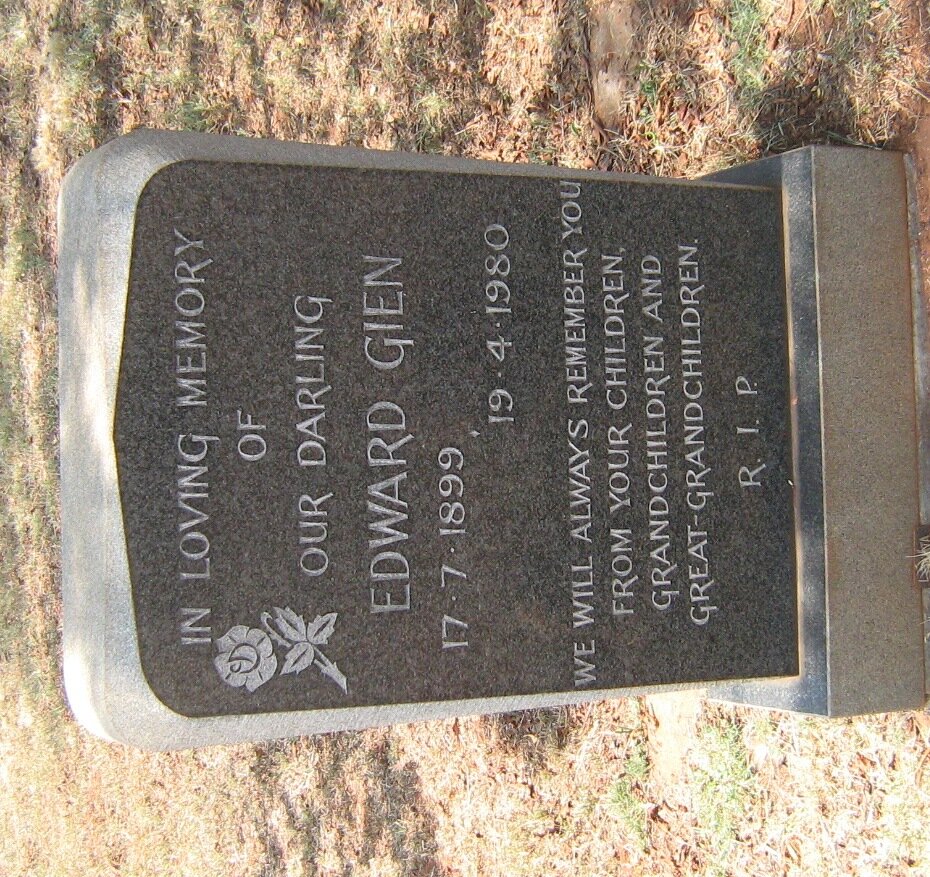 IN LOVING MEMORY
OF
OUR DARLING
EDWARD GIEN
17·7·1899
19·4·1980
WE WILL ALWAYS REMEMBER YOU
FROM YOUR CHILDREN,
GRANDCHILDREN AND
GREAT-GRANDCHILDREN.
R. I. P.